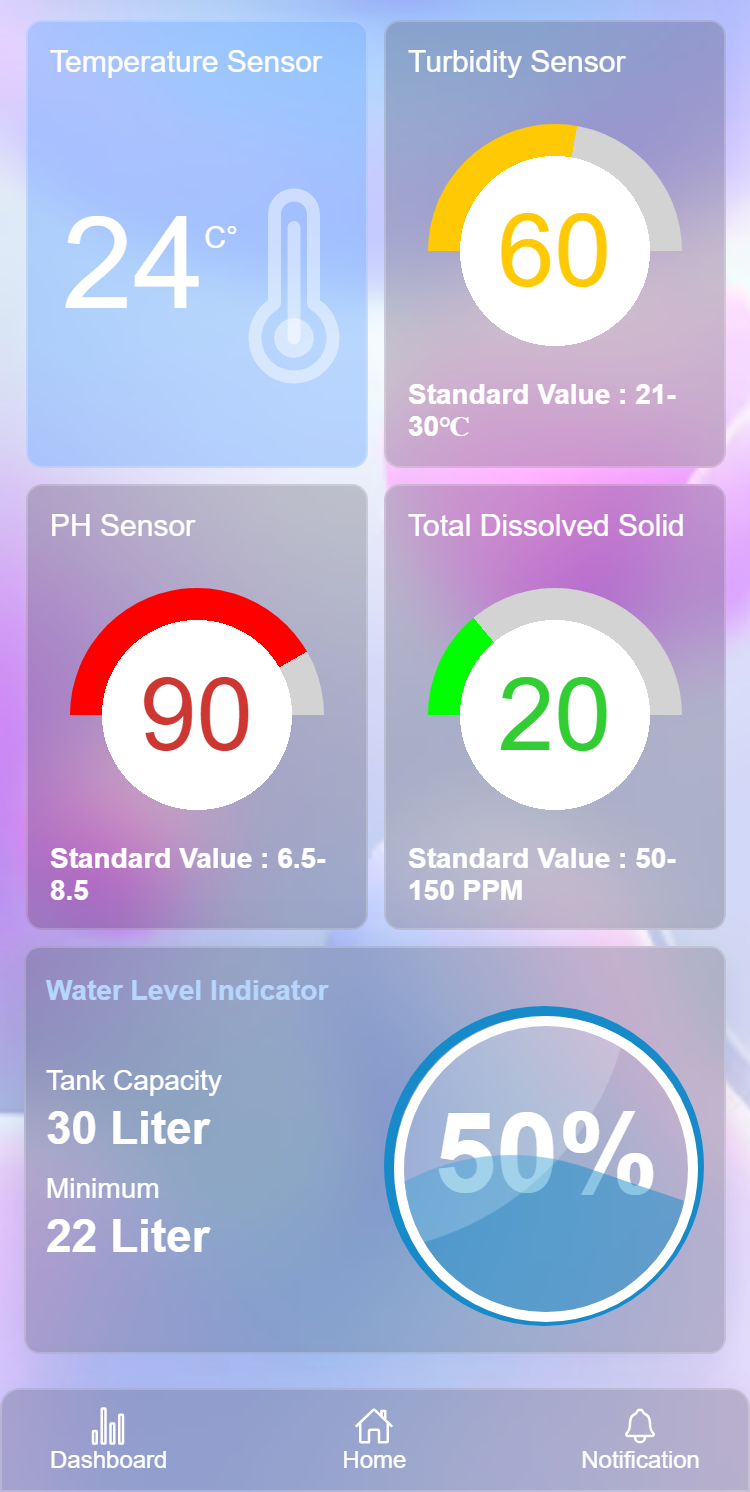 Temperature Sensor
24 C°
Turbidity Sensor
60
Standard Value : 21-
30℃
PH Sensor
90
Standard Value : 6.5-
8.5
Total Dissolved Solid
20
Standard Value : 50-
150 PPM
Water Level Indicator
Tank Capacity
30 Liter
Minimum
22 Liter
50%
Dashboard
Home
Notification